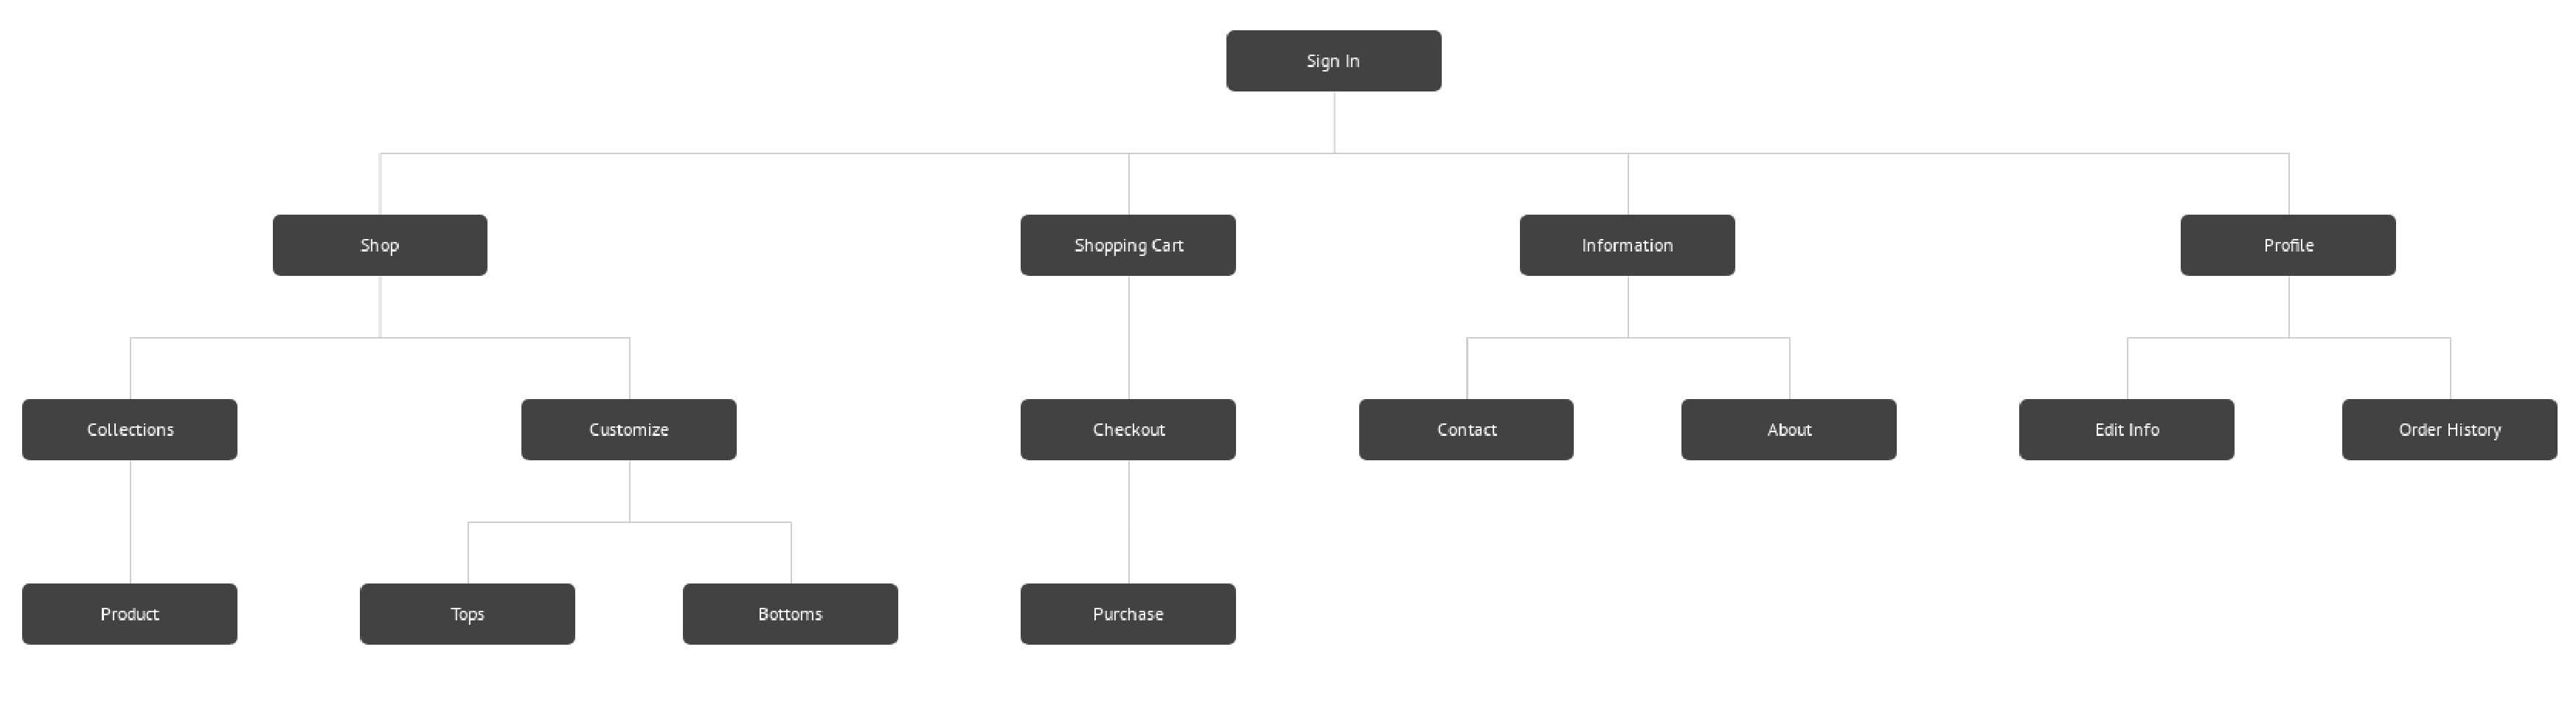 Sign In
Shop
Shopping Cart
Information
Profile
Collections
Customize
Checkout
Contact
About
Edit Info
Order History
Product
Tops
Bottoms
Purchase